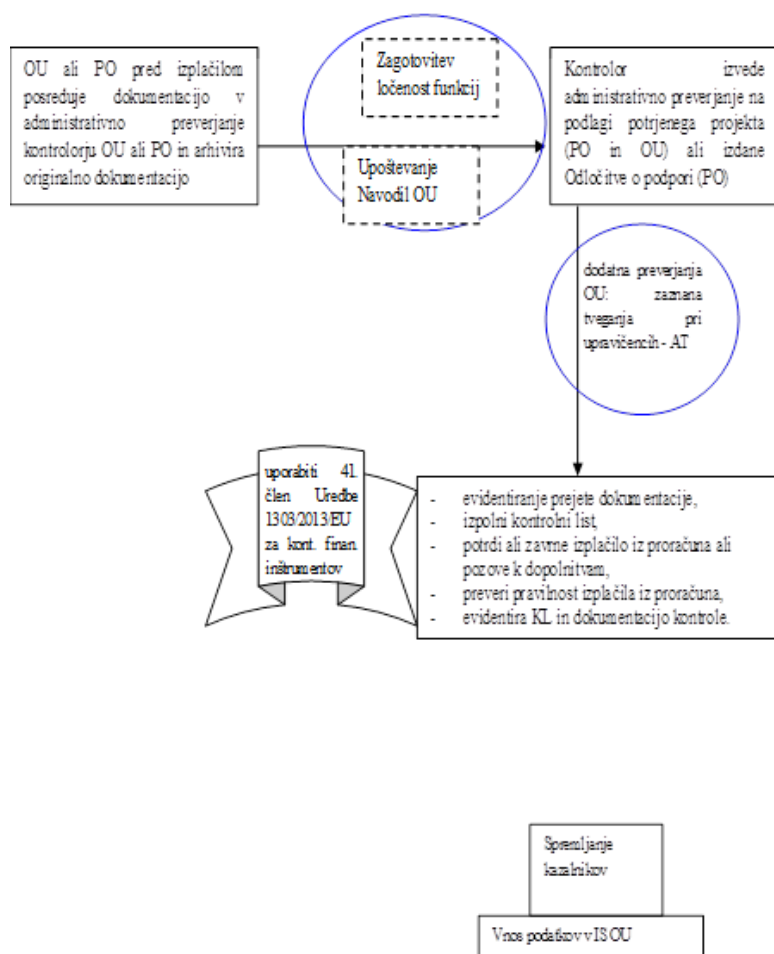 OU ali PO pred izplačilom
posreduje dokumentacijo v
administrativno preverjanje
kontrolorju OU ali PO in arhivira
originalno dokumentacijo
Zagotovitev
ločenost funkcij
Upoštevanje
Navodil OU
Kontrolor izvede
administrativno preverjanje na
podlagi potrjenega projekta
(PO in OU) ali izdane
Odločitve o podpori (PO)
dodatna preverjanja
OU: zaznana
tveganja pri
upravičencih - AT
uporabiti 41.
člen Uredbe
1303/2013/EU
za kont. finan.
inštrumentov
- evidentiranje prejete dokumentacije,
- izpolni kontrolni list,
- potrdi ali zavrne izplačilo iz proračuna ali
pozove k dopolnitvam,
- preveri pravilnost izplačila iz proračuna,
- evidentira KL in dokumentacijo kontrole.
Spremljanje
kazalnikov
Vnos podatkov v IS OU